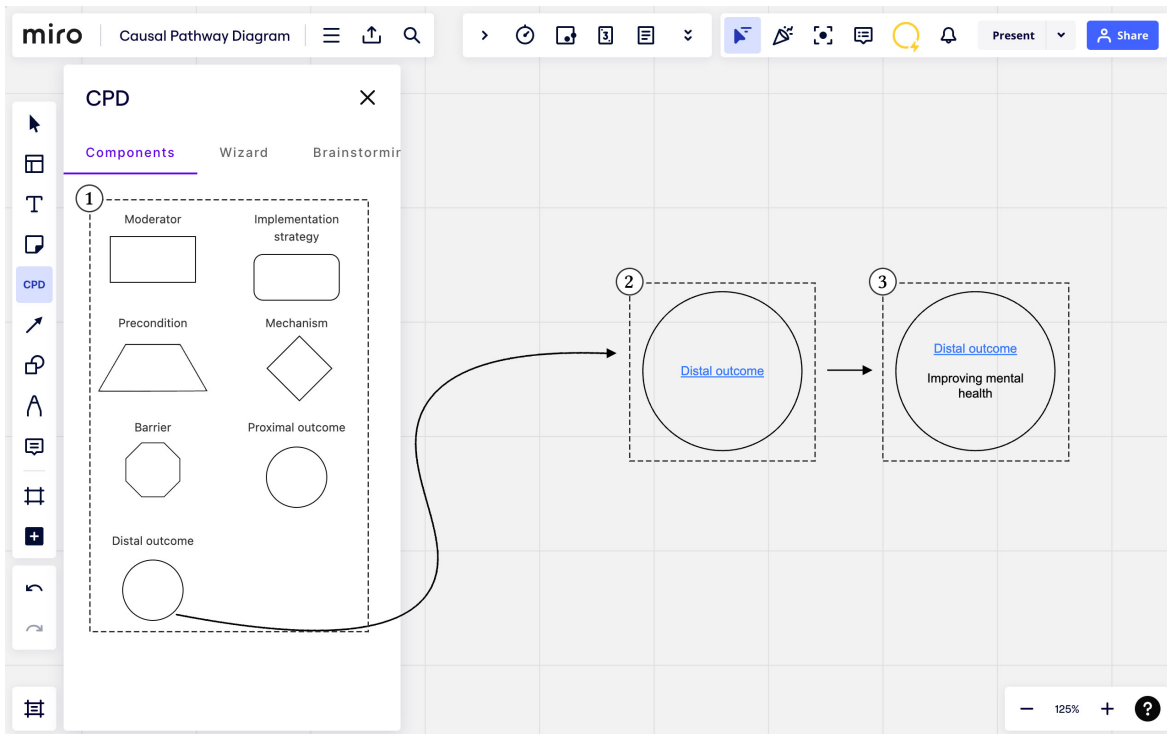 miro
Causal Pathway Diagram
3
Present
Share
CPD
Components
Wizard
Brainstormin
1
Moderator
Implementation
strategy
Precondition
Mechanism
Barrier
Proximal outcome
Distal outcome
T
CPD
2
Distal outcome
3
Distal outcome
Improving mental
health
125%
?